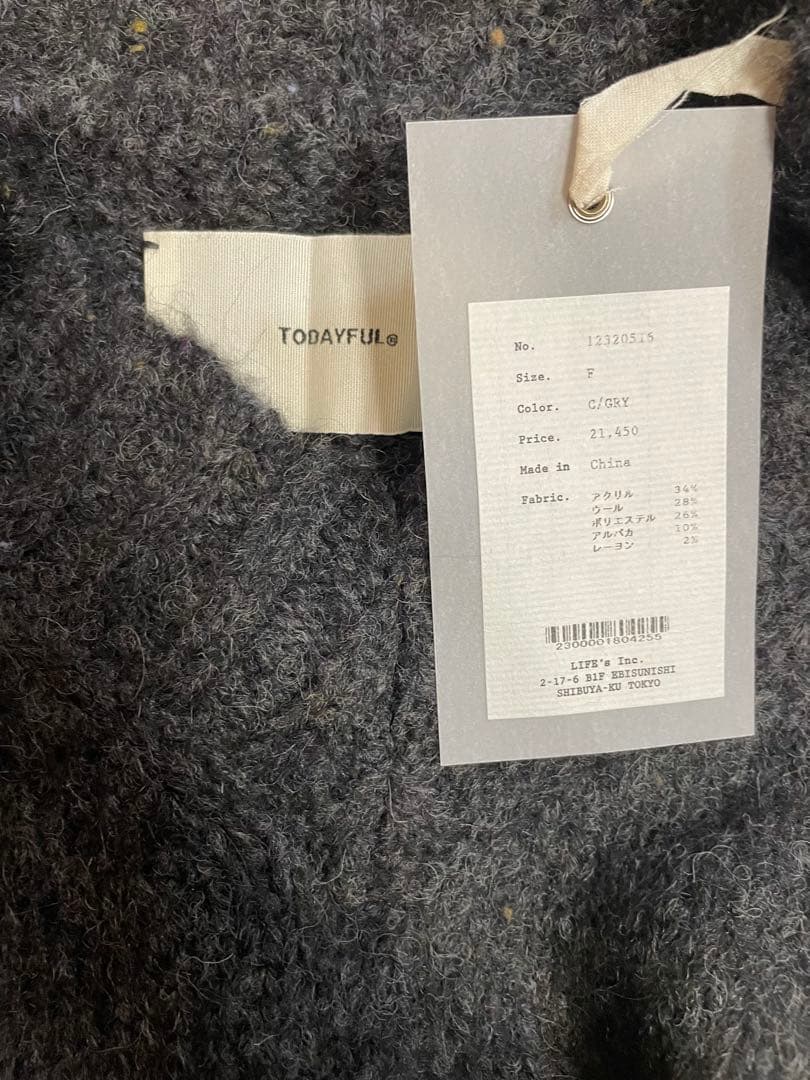 TODAYFUL®
No. 12320516
Size. F
Color. C/GRY
Price. 21,450
Made in China
Fabric. アクリル 34%
ウール 28%
ポリエステル 26%
アルパカ 10%
レーヨン 2%
2300001804255
LIFE's Inc.
2-17-6 B1F EBISUNISHI
SHIBUYA-KU TOKYO